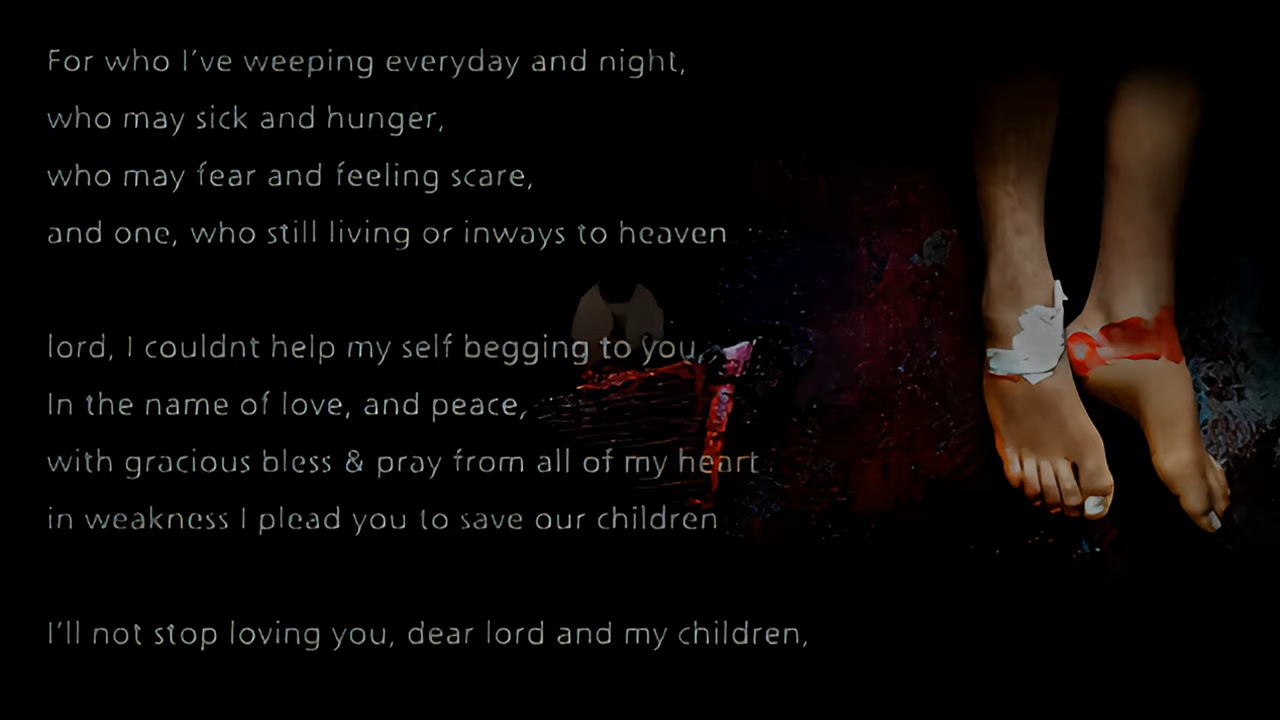 For who I've weeping everyday and night,
who may sick and hunger,
who may fear and feeling scare,
and one, who still living or inways to heaven
lord, I couldnt help my self begging to you,
In the name of love, and peace,
with gracious bless & pray from all of my heart
in weakness I plead you to save our children
I'll not stop loving you, dear lord and my children,